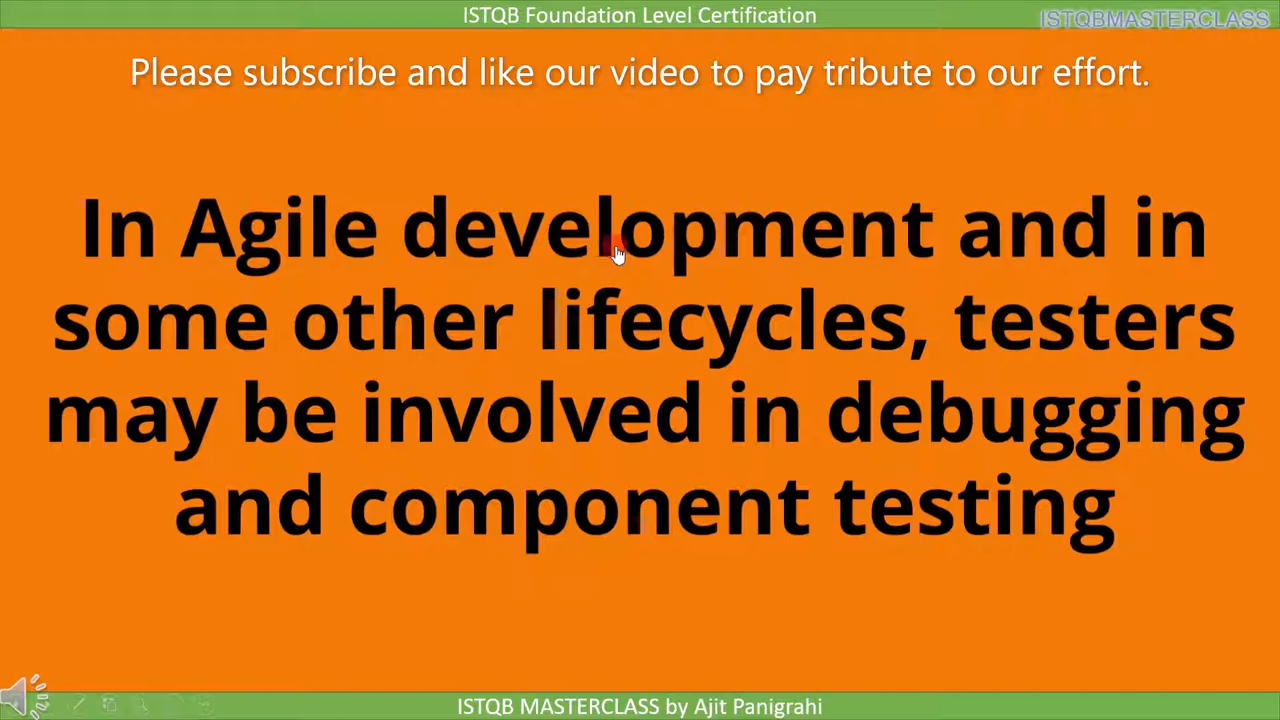 ISTQB Foundation Level Certification
ISTQBMASTERCLASS
Please subscribe and like our video to pay tribute to our effort.
In Agile development and in
some other lifecycles, testers
may be involved in debugging
and component testing
ISTQB MASTERCLASS by Ajit Panigrahi